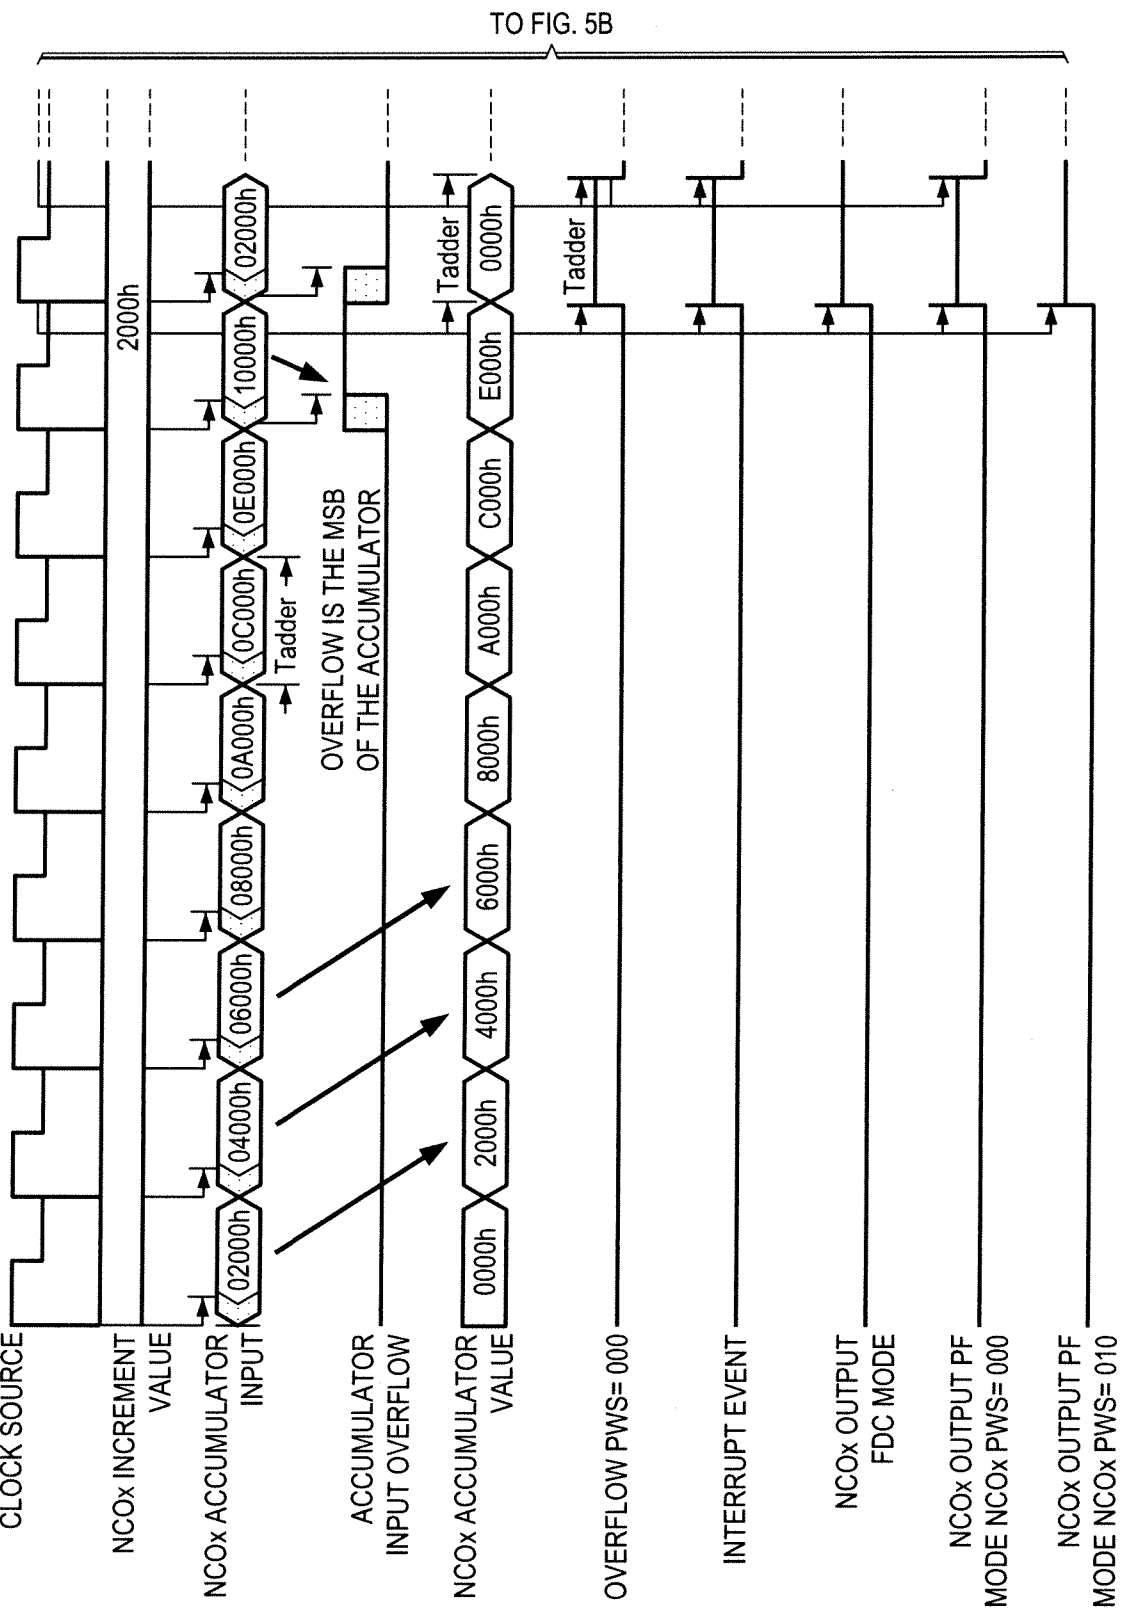 TO FIG. 5B
CLOCK SOURCE
NCOx INCREMENT
VALUE
2000h
NCOx ACCUMULATOR
INPUT
02000h
04000h
06000h
08000h
0A000h
0C000h
0E000h
10000h
02000h
Tadder
ACCUMULATOR
INPUT OVERFLOW
OVERFLOW IS THE MSB
OF THE ACCUMULATOR
NCOx ACCUMULATOR
VALUE
0000h
2000h
4000h
6000h
8000h
A000h
C000h
E000h
0000h
Tadder
OVERFLOW PWS= 000
Tadder
INTERRUPT EVENT
NCOx OUTPUT
FDC MODE
NCOx OUTPUT PF
MODE NCOx PWS= 000
NCOx OUTPUT PF
MODE NCOx PWS= 010